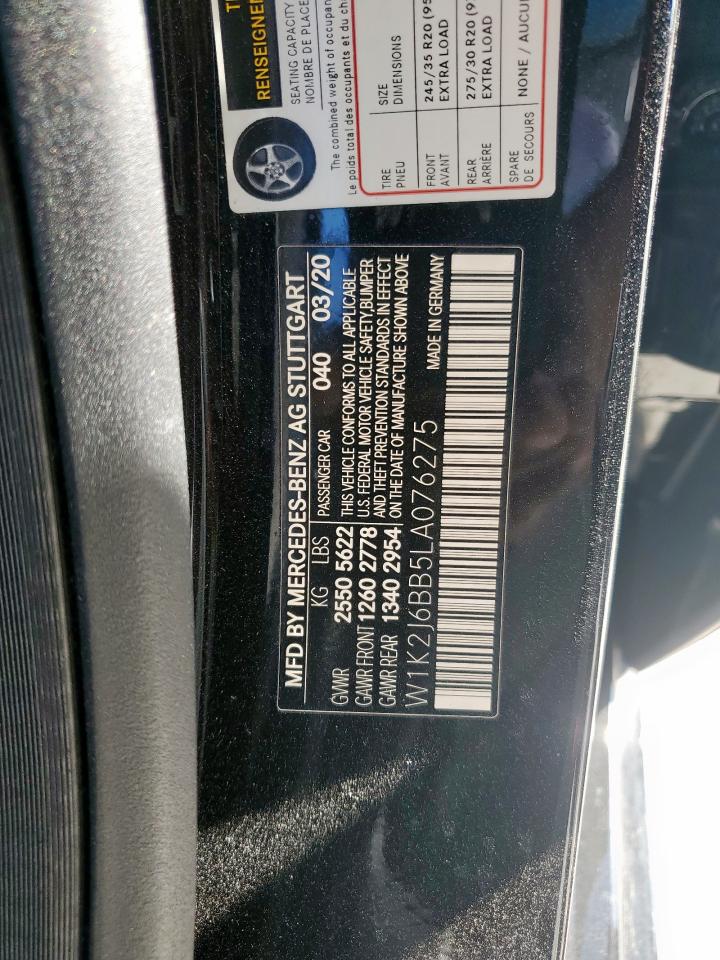 RENSEIGNEM
SEATING CAPACITY
NOMBRE DE PLACE
The combined weight of occupan
Le poids total des occupants et du ch
TIRE SIZE
PNEU DIMENSIONS
FRONT 245/35 R20 (95
AVANT EXTRA LOAD
REAR 275/30 R20 (9
ARRIÈRE EXTRA LOAD
SPARE NONE / AUCU
DE SECOURS
MFD BY MERCEDES-BENZ AG STUTTGART
KG LBS PASSENGER CAR 040 03/20
GVWR 2550 5622 THIS VEHICLE CONFORMS TO ALL APPLICABLE
GAWR FRONT 1260 2778 U.S. FEDERAL MOTOR VEHICLE SAFETY,BUMPER
GAWR REAR 1340 2954 AND THEFT PREVENTION STANDARDS IN EFFECT
ON THE DATE OF MANUFACTURE SHOWN ABOVE
W1K2J6BB5LA076275 MADE IN GERMANY